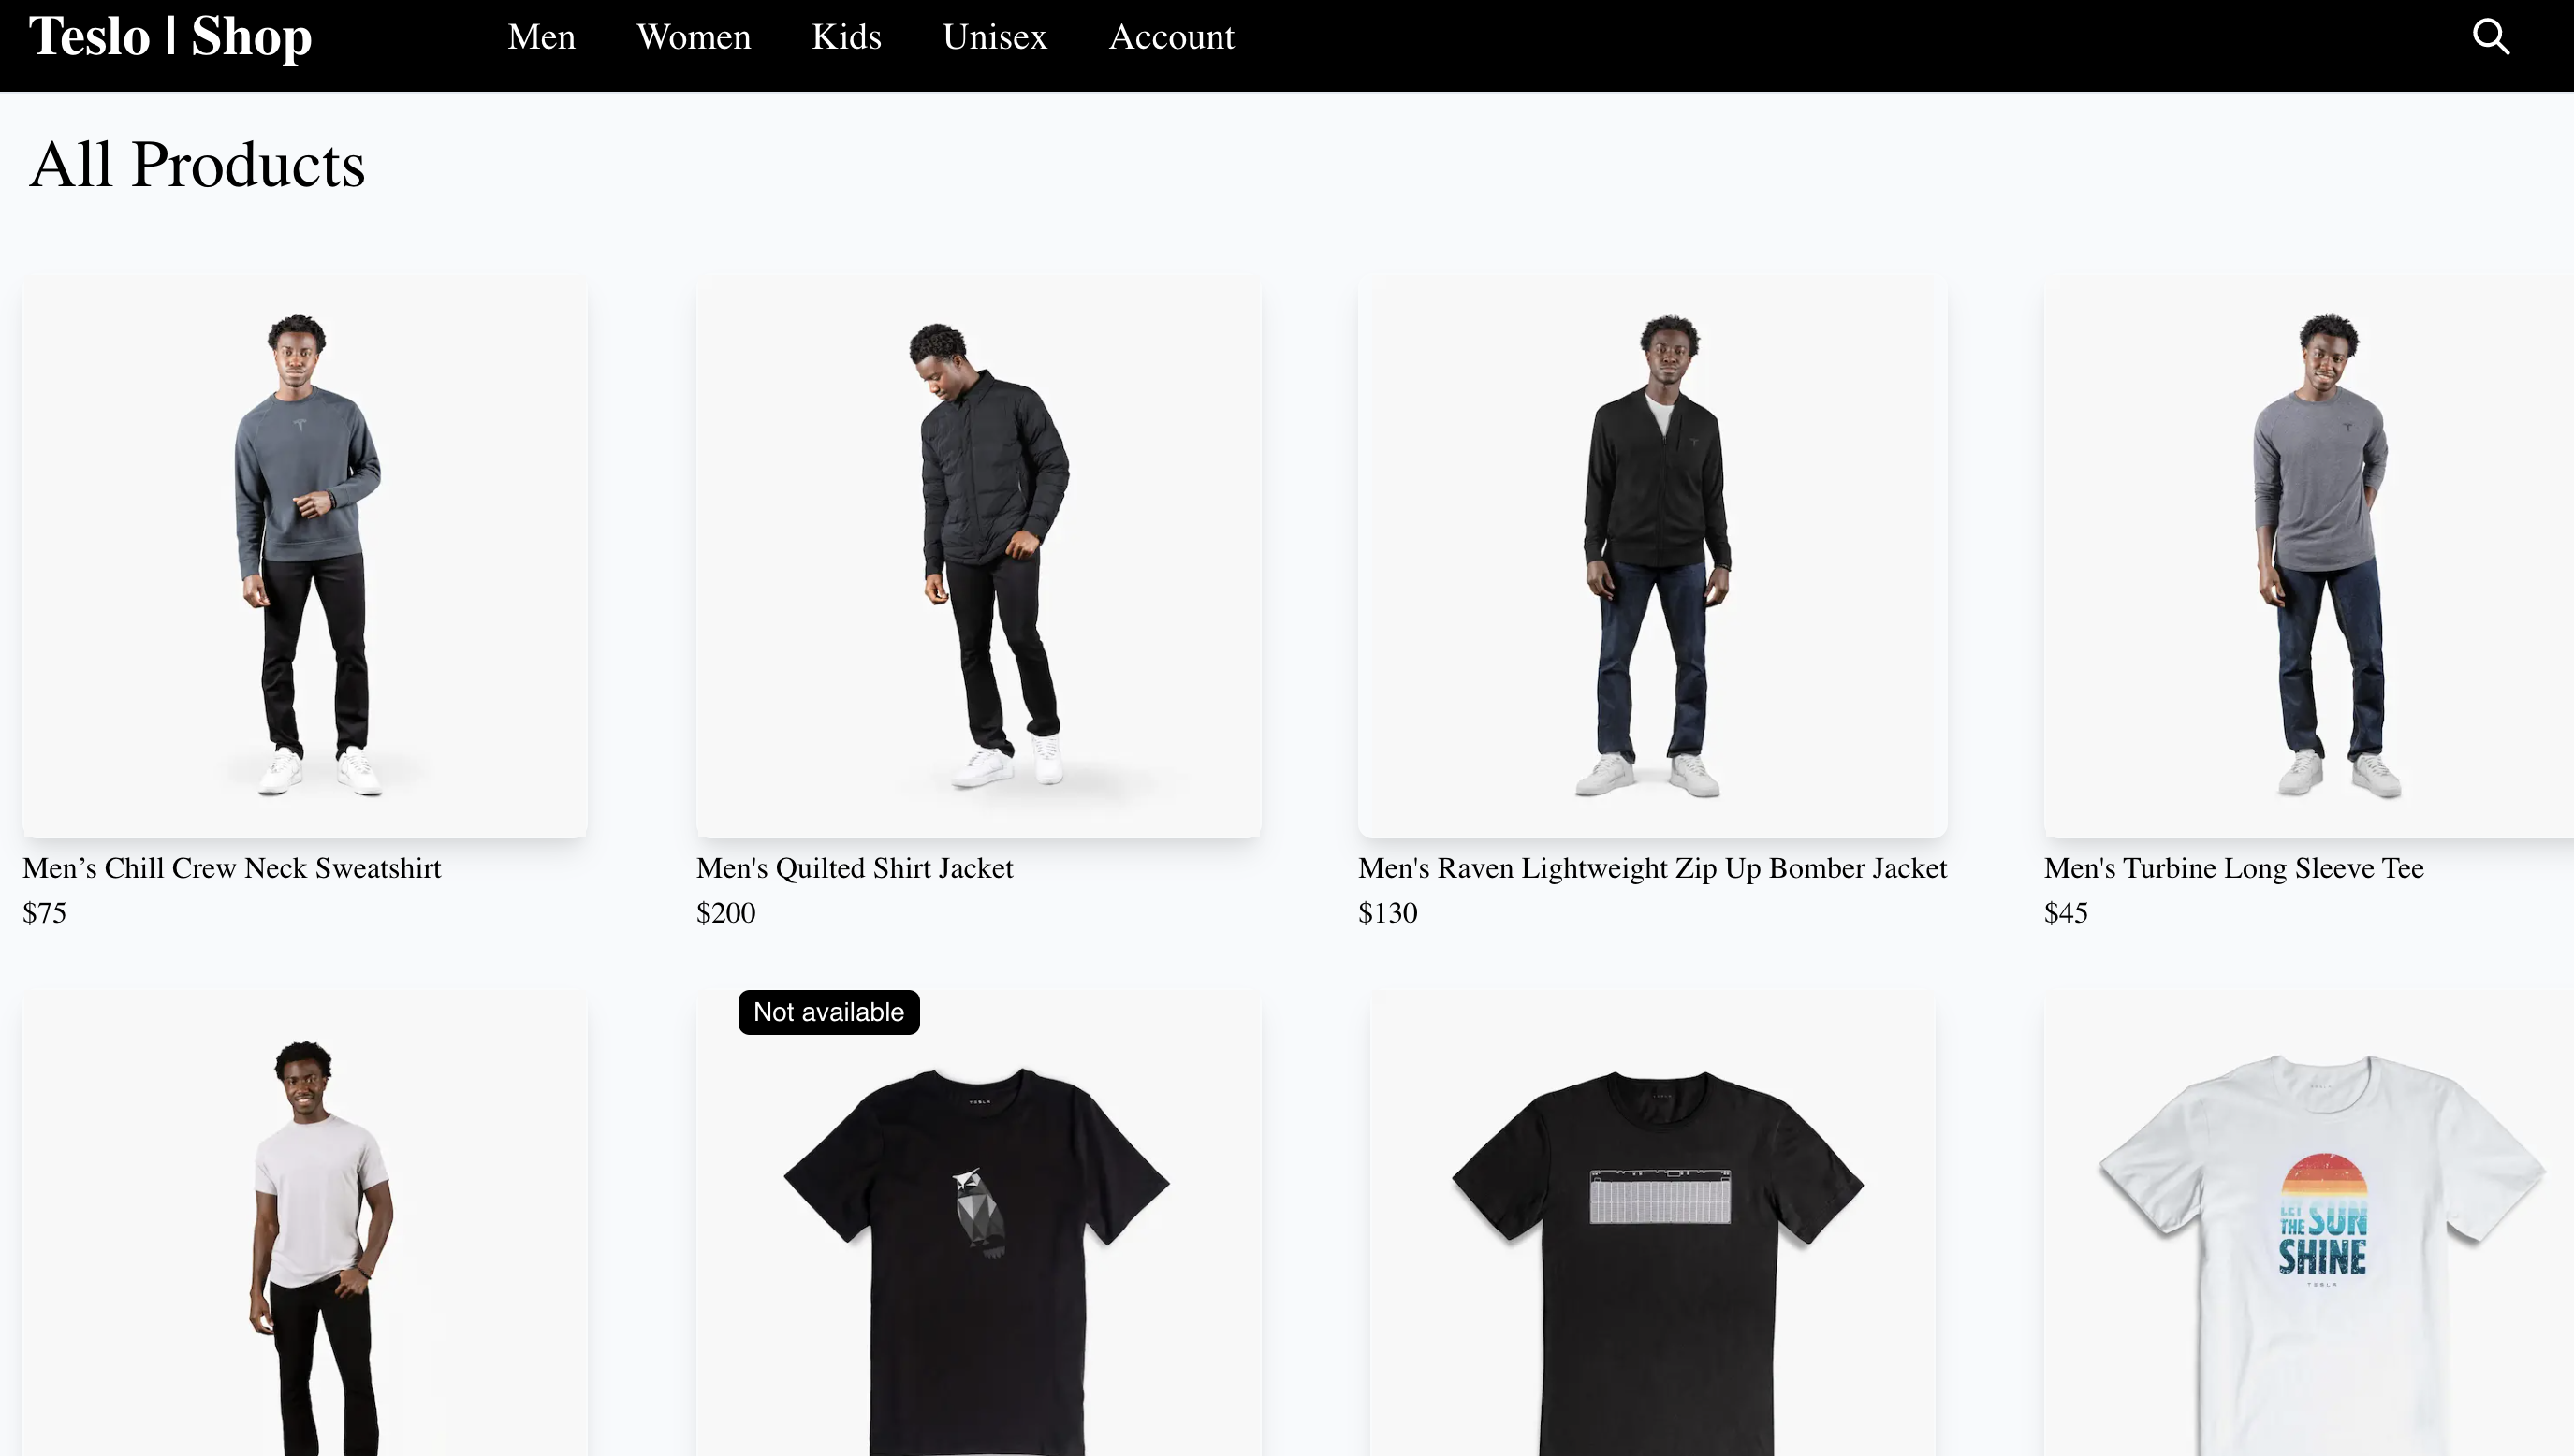 Teslo | Shop Men Women Kids Unisex Account
All Products
Men’s Chill Crew Neck Sweatshirt
$75
Men's Quilted Shirt Jacket
$200
Men's Raven Lightweight Zip Up Bomber Jacket
$130
Men's Turbine Long Sleeve Tee
$45
Not available
TESLA
LET
THE SUN
SHINE
TESLA